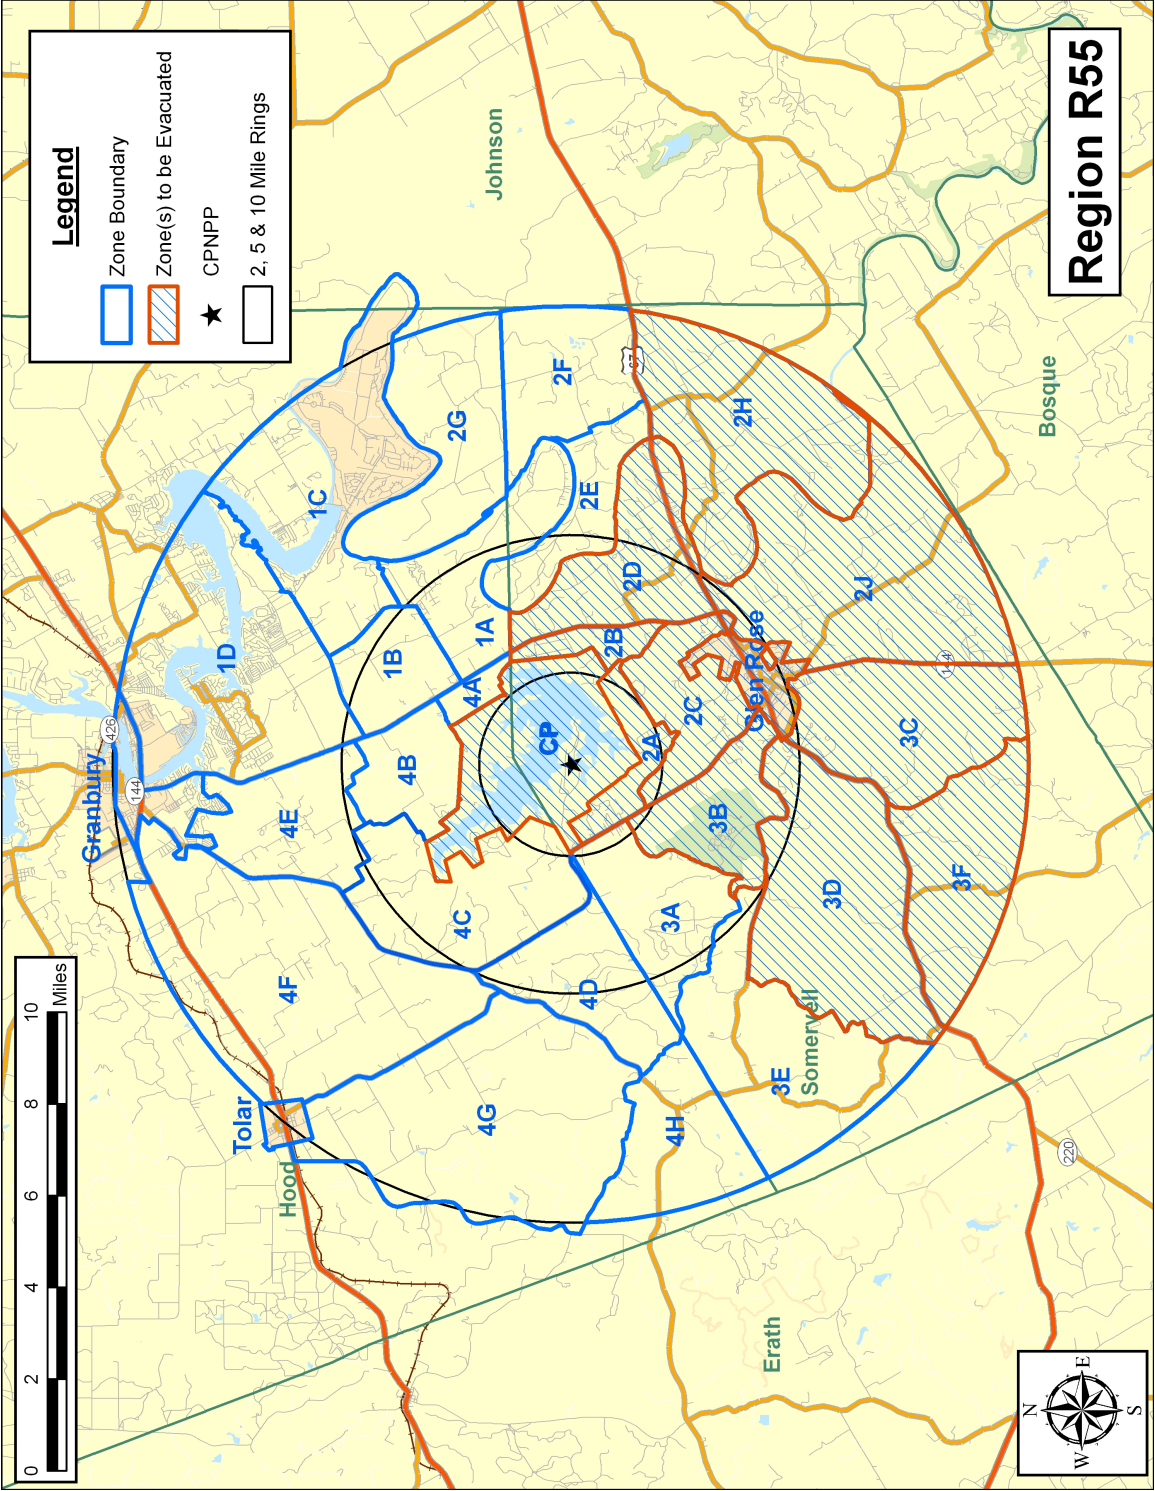 Legend
Zone Boundary
Zone(s) to be Evacuated
CPNPP
2, 5 & 10 Mile Rings
Region R55
0 2 4 6 8 10
Miles
N
W E
S
Granbury
Tolar
Glen Rose
Hood
Johnson
Somervell
Bosque
Erath
426
144
67
144
220
CP
1A
1B
1C
1D
2A
2B
2C
2D
2E
2F
2G
2H
2J
3A
3B
3C
3D
3E
3F
4A
4B
4C
4D
4E
4F
4G
4H